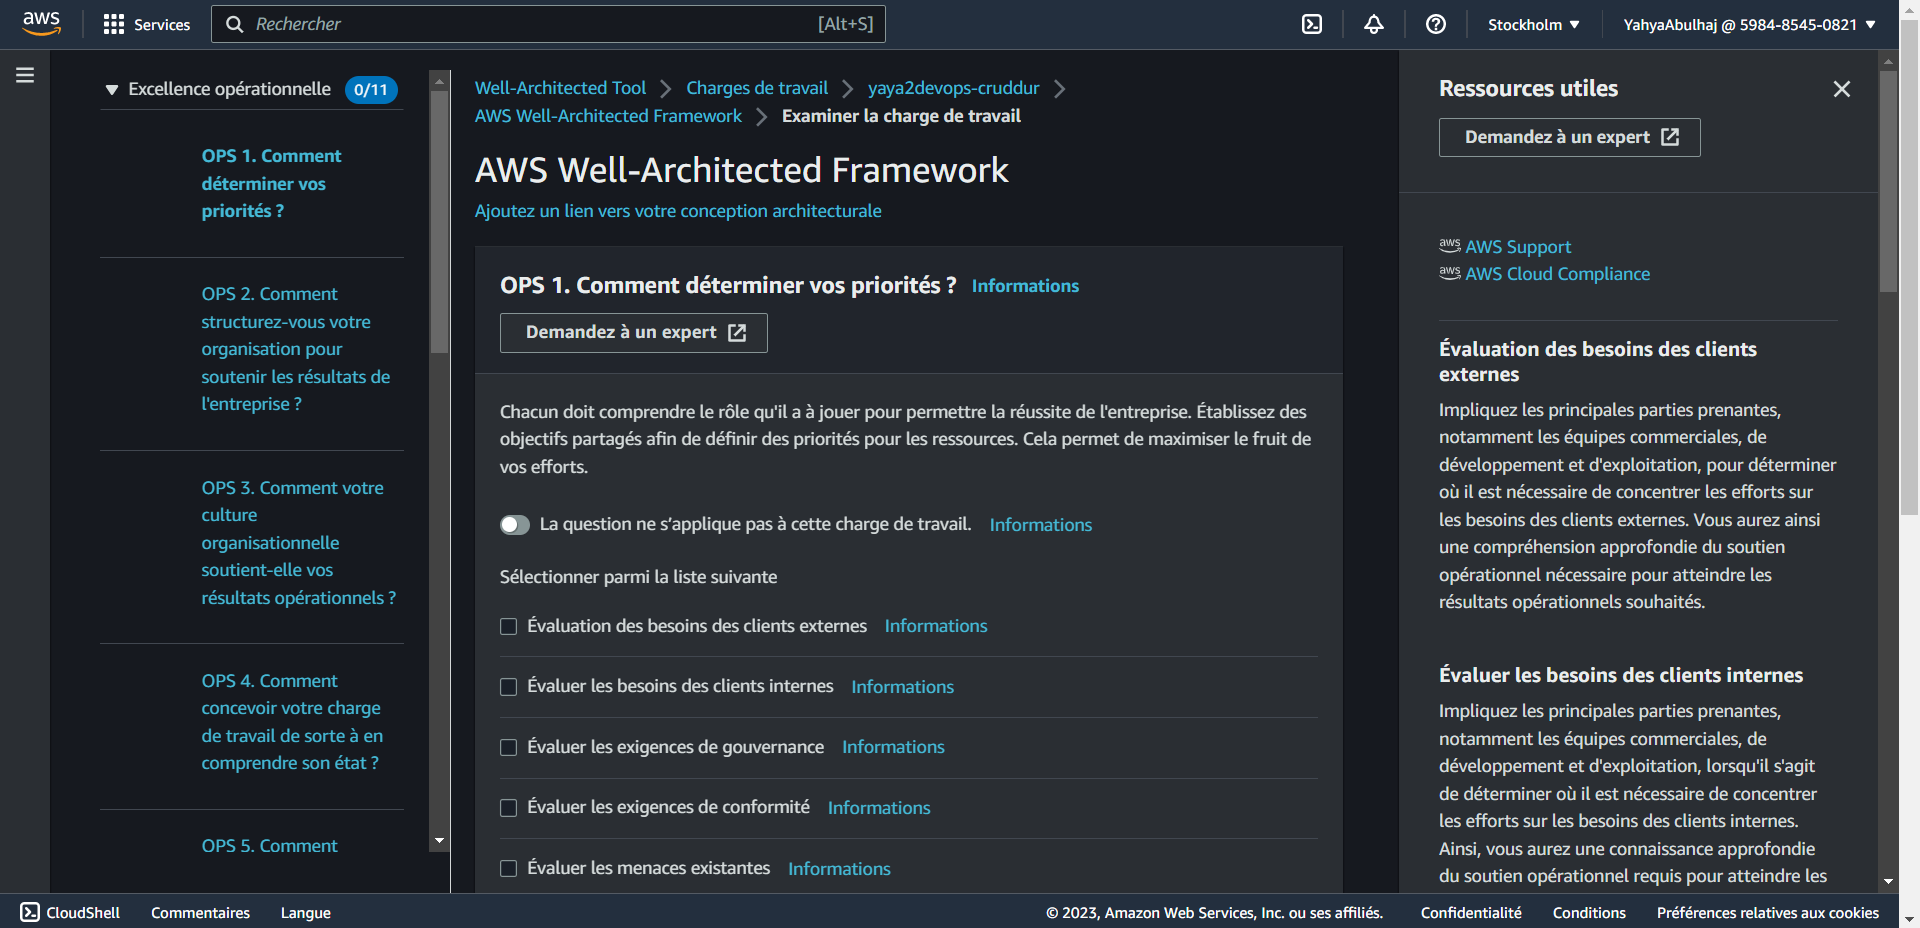 aws
Services
Rechercher
[Alt+S]
Stockholm
YahyaAbulhaj @ 5984-8545-0821
Excellence opérationnelle
0/11
OPS 1. Comment
déterminer vos
priorités ?
OPS 2. Comment
structurez-vous votre
organisation pour
soutenir les résultats de
l'entreprise ?
OPS 3. Comment votre
culture
organisationnelle
soutient-elle vos
résultats opérationnels ?
OPS 4. Comment
concevoir votre charge
de travail de sorte à en
comprendre son état ?
OPS 5. Comment
Well-Architected Tool
Charges de travail
yaya2devops-cruddur
AWS Well-Architected Framework
Examiner la charge de travail
AWS Well-Architected Framework
Ajoutez un lien vers votre conception architecturale
OPS 1. Comment déterminer vos priorités ? Informations
Demandez à un expert
Chacun doit comprendre le rôle qu'il a à jouer pour permettre la réussite de l'entreprise. Établissez des
objectifs partagés afin de définir des priorités pour les ressources. Cela permet de maximiser le fruit de
vos efforts.
La question ne s’applique pas à cette charge de travail. Informations
Sélectionner parmi la liste suivante
Évaluation des besoins des clients externes Informations
Évaluer les besoins des clients internes Informations
Évaluer les exigences de gouvernance Informations
Évaluer les exigences de conformité Informations
Évaluer les menaces existantes Informations
Ressources utiles
Demandez à un expert
aws AWS Support
aws AWS Cloud Compliance
Évaluation des besoins des clients
externes
Impliquez les principales parties prenantes,
notamment les équipes commerciales, de
développement et d'exploitation, pour déterminer
où il est nécessaire de concentrer les efforts sur
les besoins des clients externes. Vous aurez ainsi
une compréhension approfondie du soutien
opérationnel nécessaire pour atteindre les
résultats opérationnels souhaités.
Évaluer les besoins des clients internes
Impliquez les principales parties prenantes,
notamment les équipes commerciales, de
développement et d'exploitation, lorsqu'il s'agit
de déterminer où il est nécessaire de concentrer
les efforts sur les besoins des clients internes.
Ainsi, vous aurez une connaissance approfondie
du soutien opérationnel requis pour atteindre les
CloudShell
Commentaires
Langue
© 2023, Amazon Web Services, Inc. ou ses affiliés.
Confidentialité
Conditions
Préférences relatives aux cookies